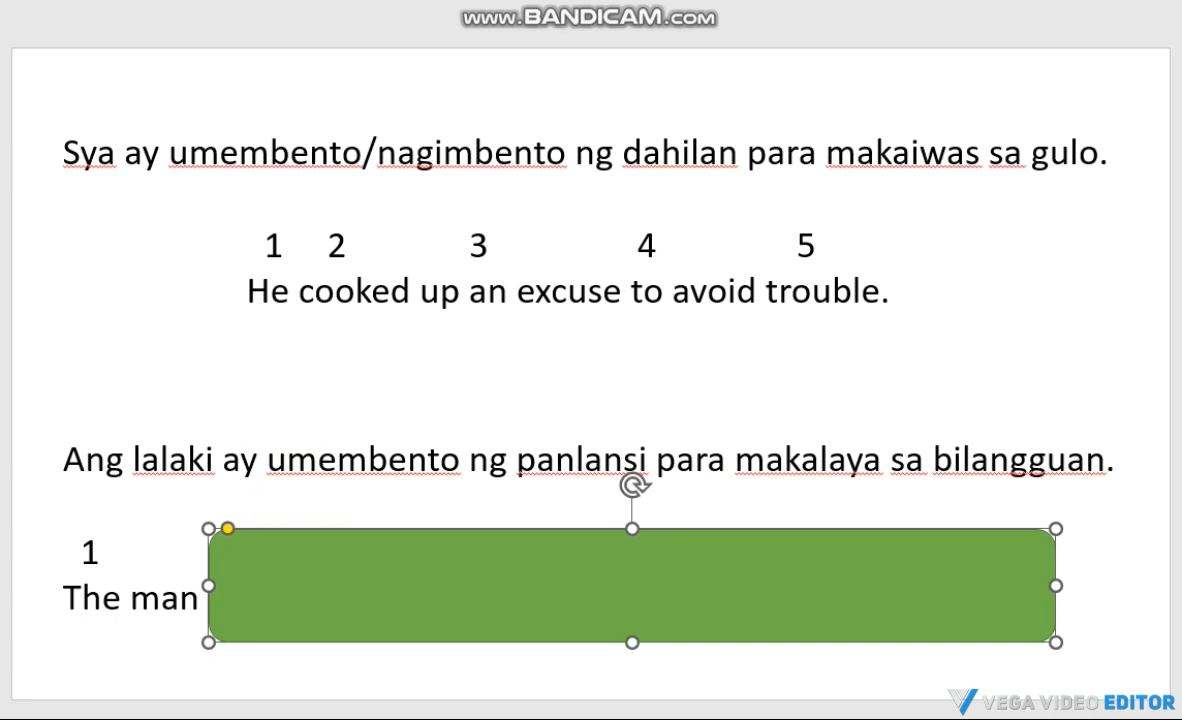 www.BANDICAM.com
Sya ay umembento/nagimbento ng dahilan para makaiwas sa gulo.
1 2 3 4 5
He cooked up an excuse to avoid trouble.
Ang lalaki ay umembento ng panlansi para makalaya sa bilangguan.
1
The man
VEGA VIDEO EDITOR